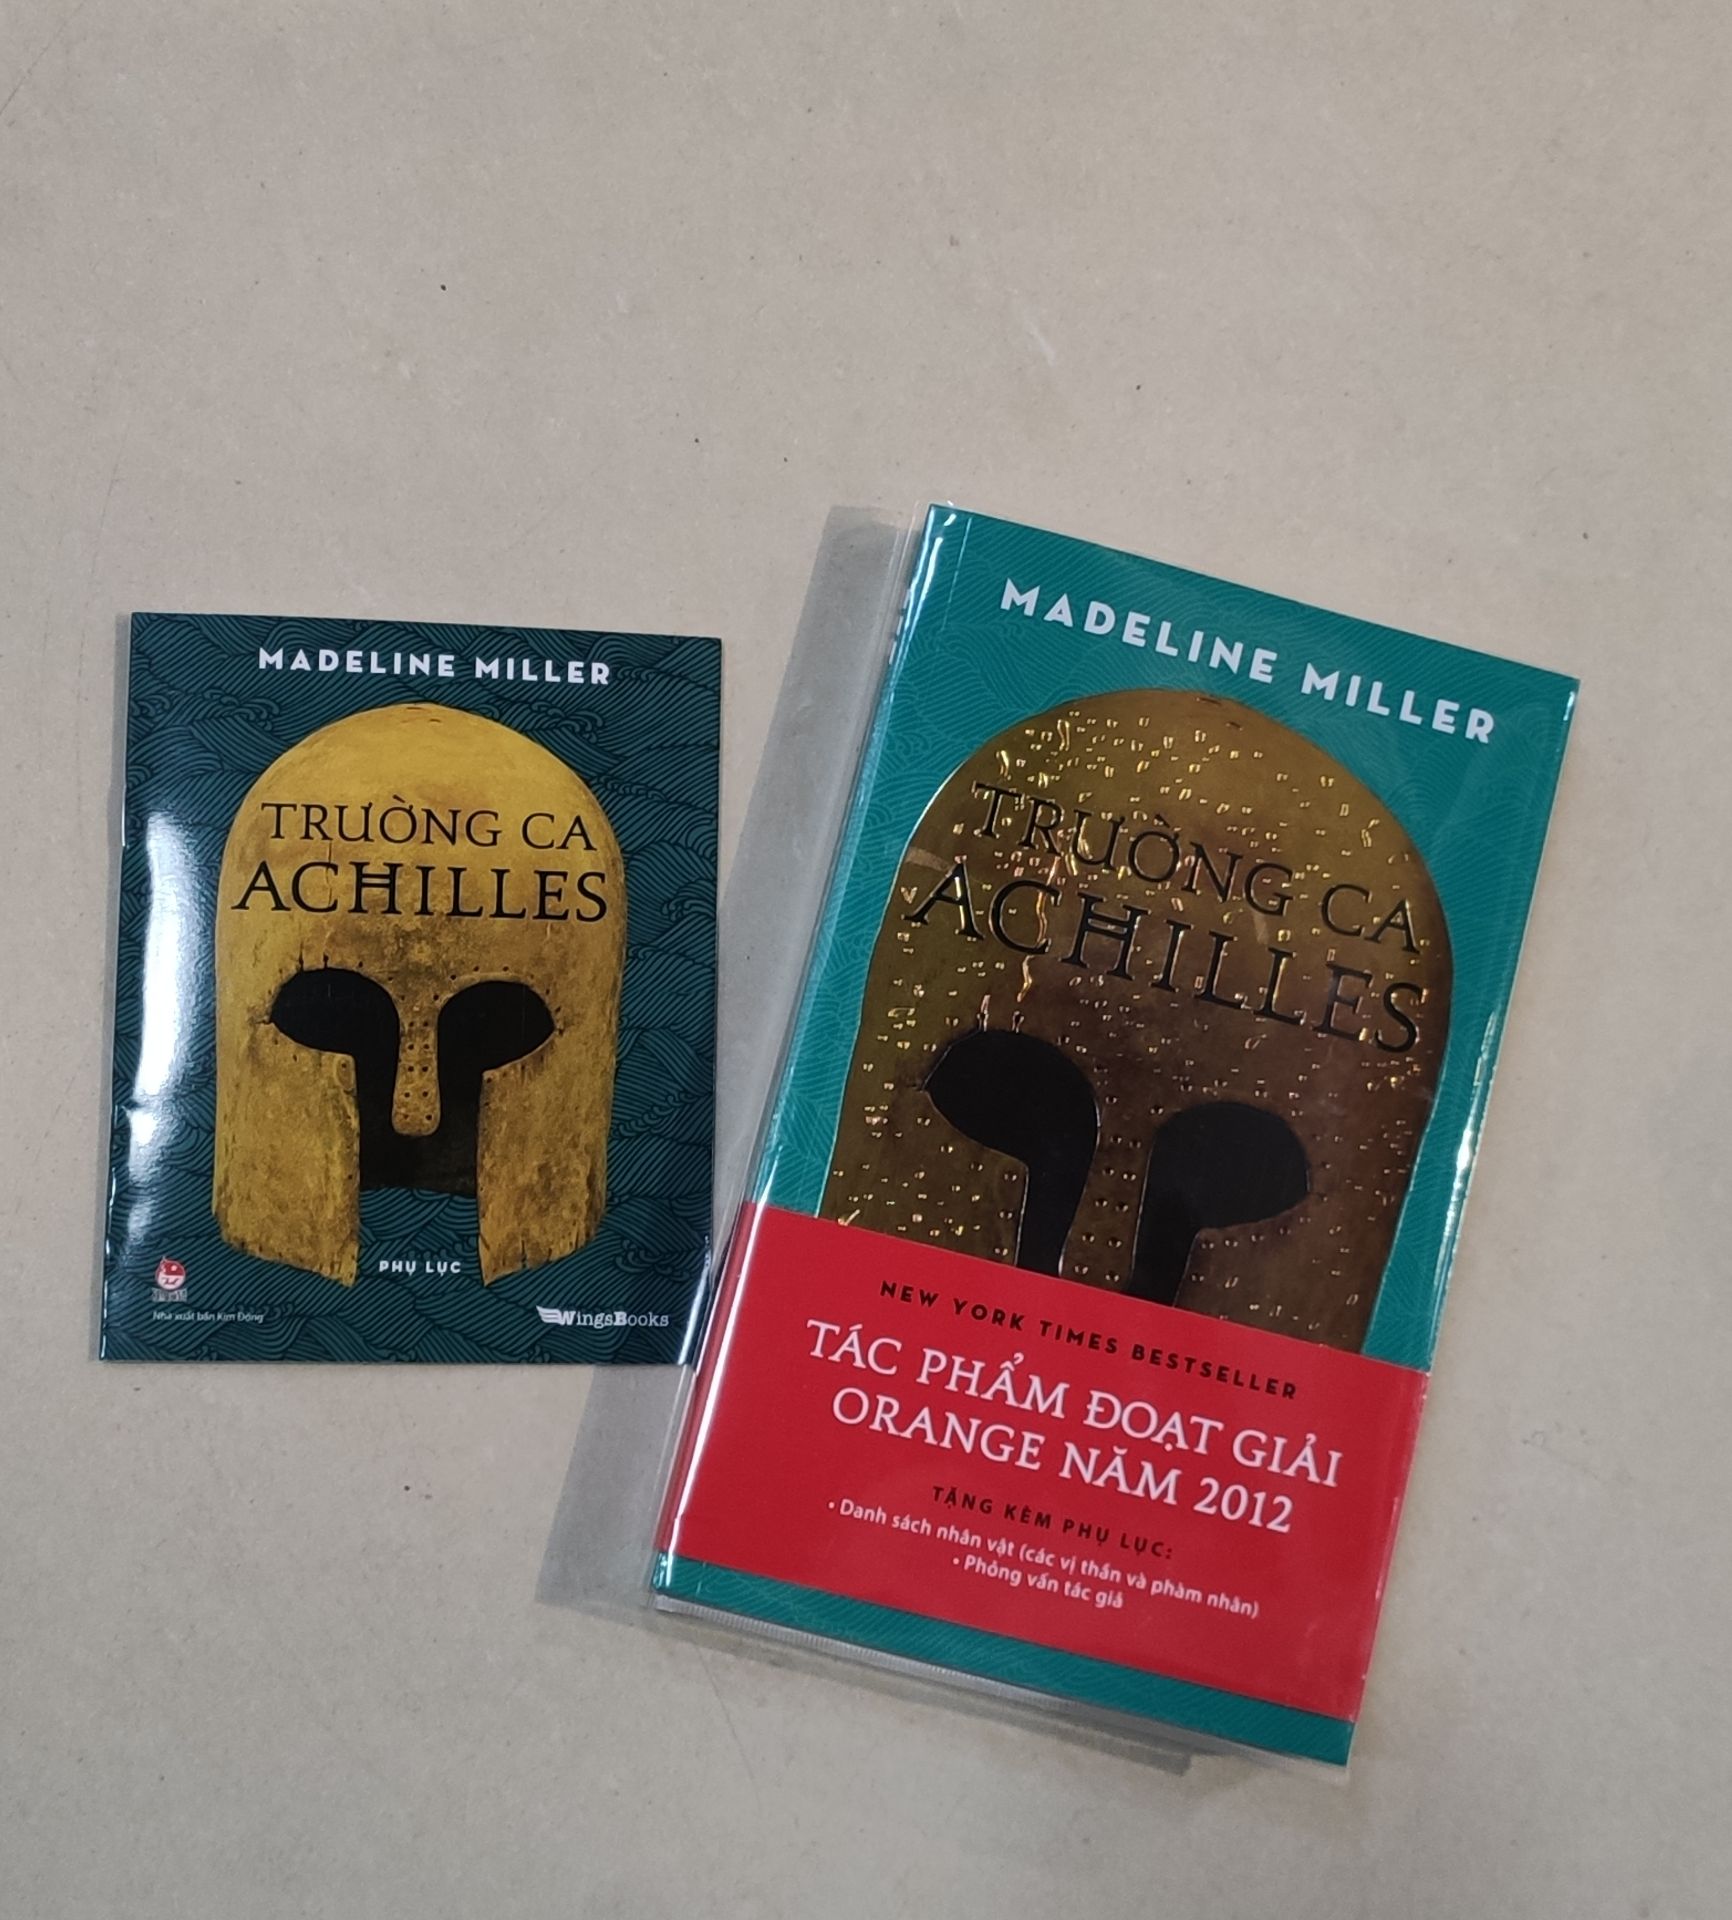 MADELINE MILLER
TRƯỜNG CA
ACHILLES
PHỤ LỤC
Nhà xuất bản Kim Đồng
WingsBooks
MADELINE MILLER
TRƯỜNG CA
ACHILLES
NEW YORK TIMES BESTSELLER
TÁC PHẨM ĐOẠT GIẢI
ORANGE NĂM 2012
TẶNG KÈM PHỤ LỤC:
• Danh sách nhân vật (các vị thần và phàm nhân)
• Phỏng vấn tác giả